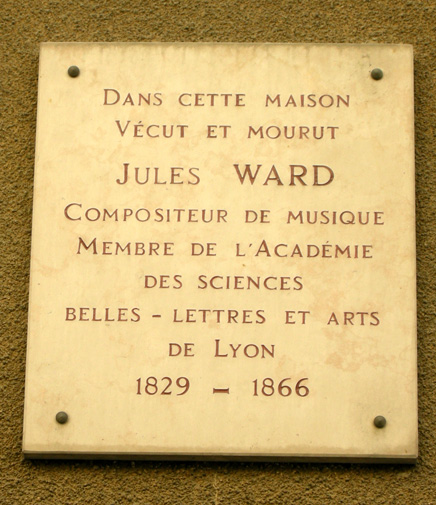 DANS CETTE MAISON
VÉCUT ET MOURUT
JULES WARD
COMPOSITEUR DE MUSIQUE
MEMBRE DE L'ACADÉMIE
DES SCIENCES
BELLES - LETTRES ET ARTS
DE LYON
1829 - 1866